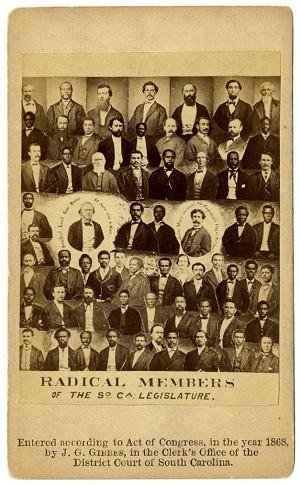 RADICAL MEMBERS
OF THE SO. CA. LEGISLATURE.
Entered according to Act of Congress, in the year 1868,
by J. G. GIBBES, in the Clerk's Office of the
District Court of South Carolina.